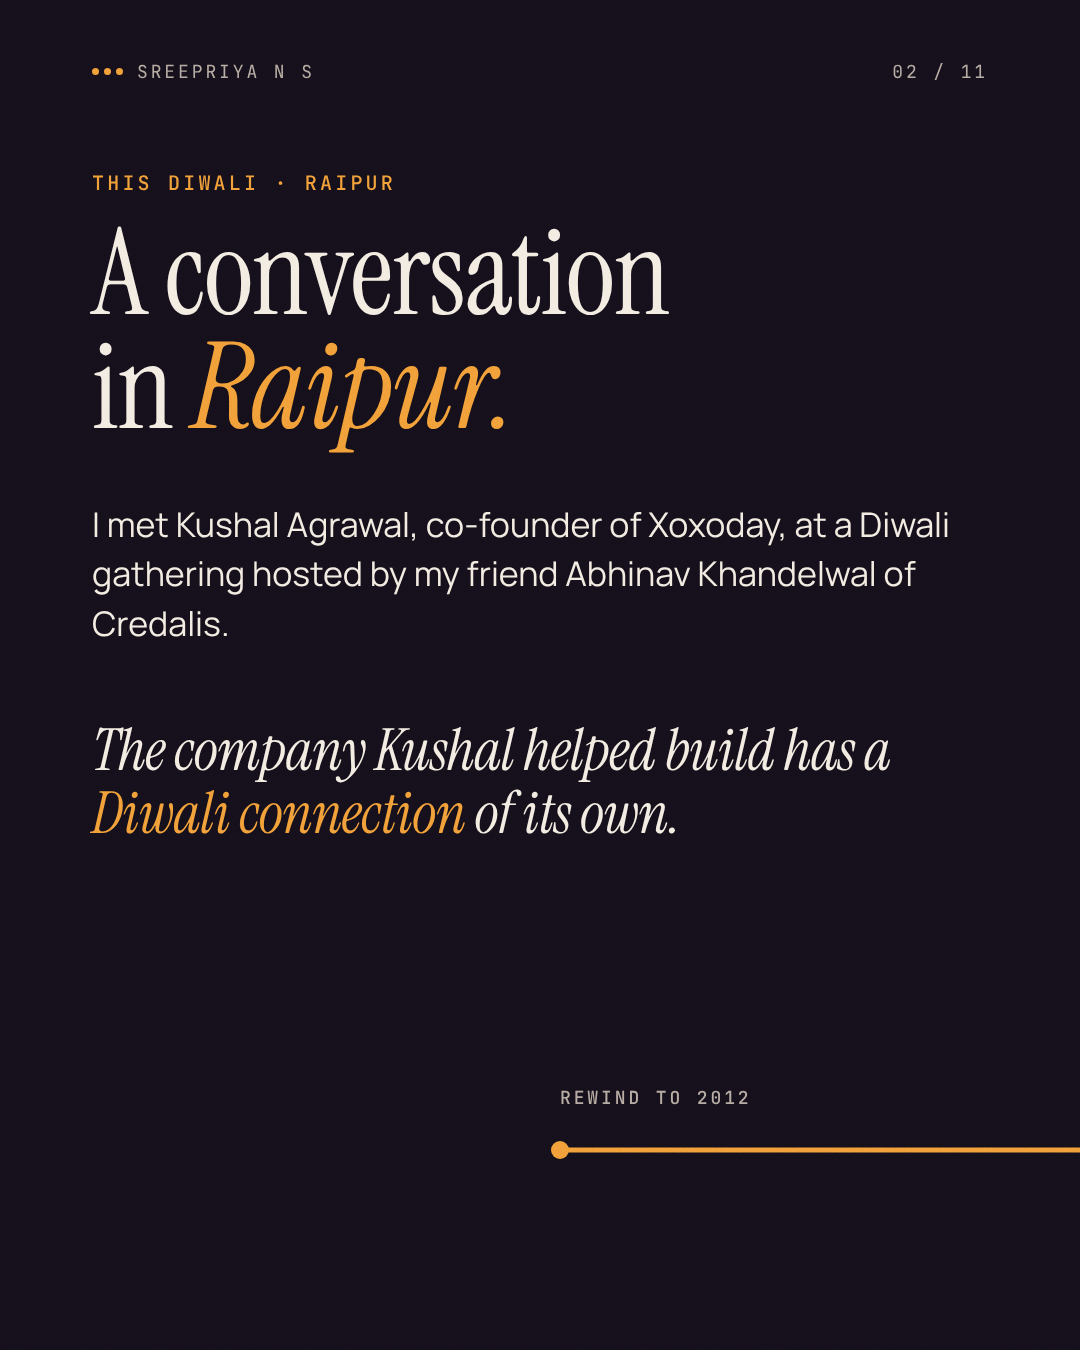 SREEPRIYA N S
02 / 11
THIS DIWALI · RAIPUR
A conversation
in Raipur.
I met Kushal Agrawal, co-founder of Xoxoday, at a Diwali
gathering hosted by my friend Abhinav Khandelwal of
Credalis.
The company Kushal helped build has a
Diwali connection of its own.
REWIND TO 2012